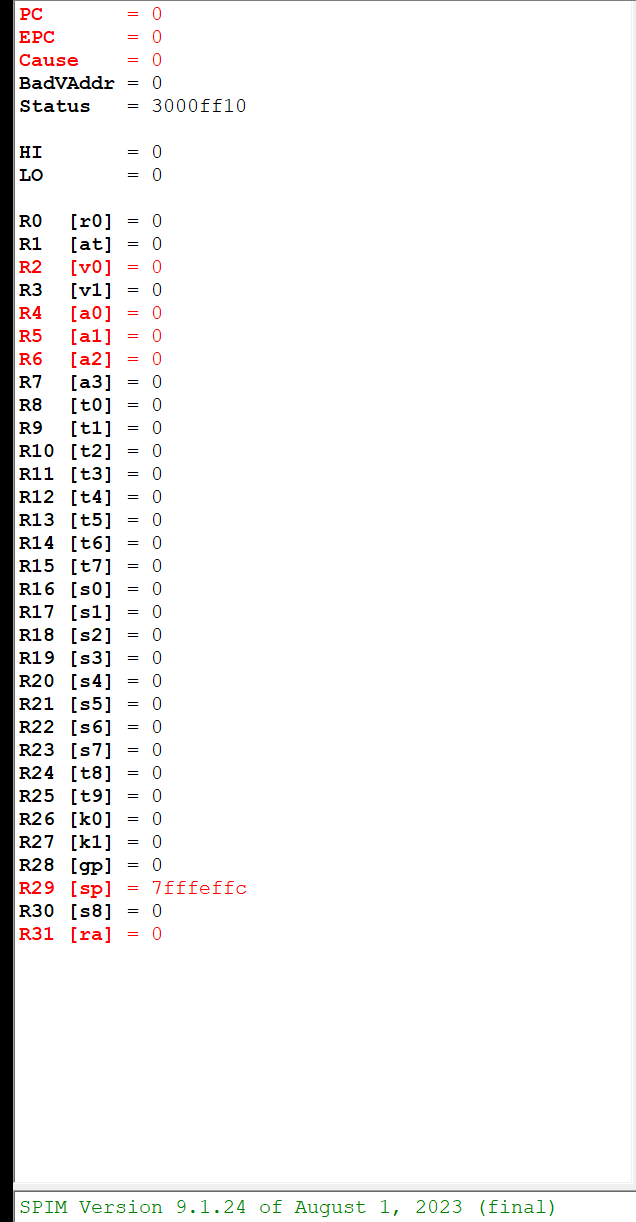 PC       = 0
EPC      = 0
Cause    = 0
BadVAddr = 0
Status   = 3000ff10
HI       = 0
LO       = 0
R0  [r0] = 0
R1  [at] = 0
R2  [v0] = 0
R3  [v1] = 0
R4  [a0] = 0
R5  [a1] = 0
R6  [a2] = 0
R7  [a3] = 0
R8  [t0] = 0
R9  [t1] = 0
R10 [t2] = 0
R11 [t3] = 0
R12 [t4] = 0
R13 [t5] = 0
R14 [t6] = 0
R15 [t7] = 0
R16 [s0] = 0
R17 [s1] = 0
R18 [s2] = 0
R19 [s3] = 0
R20 [s4] = 0
R21 [s5] = 0
R22 [s6] = 0
R23 [s7] = 0
R24 [t8] = 0
R25 [t9] = 0
R26 [k0] = 0
R27 [k1] = 0
R28 [gp] = 0
R29 [sp] = 7fffeffc
R30 [s8] = 0
R31 [ra] = 0
SPIM Version 9.1.24 of August 1, 2023 (final)